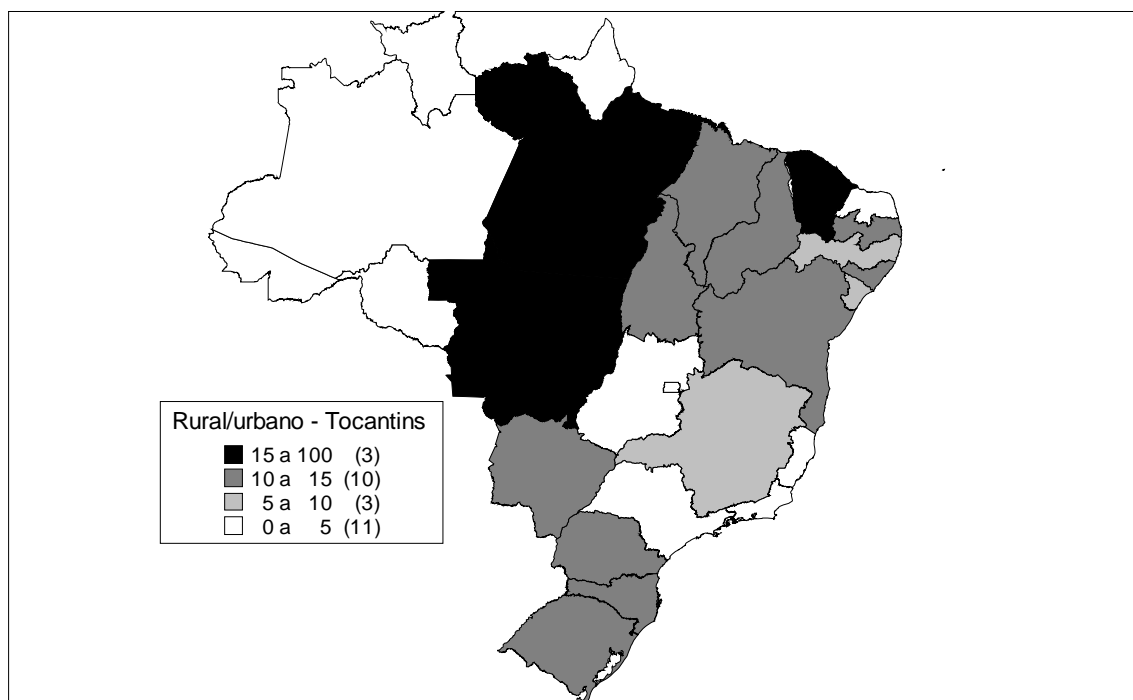 Rural/urbano - Tocantins
15 a 100 (3)
10 a 15 (10)
5 a 10 (3)
0 a 5 (11)